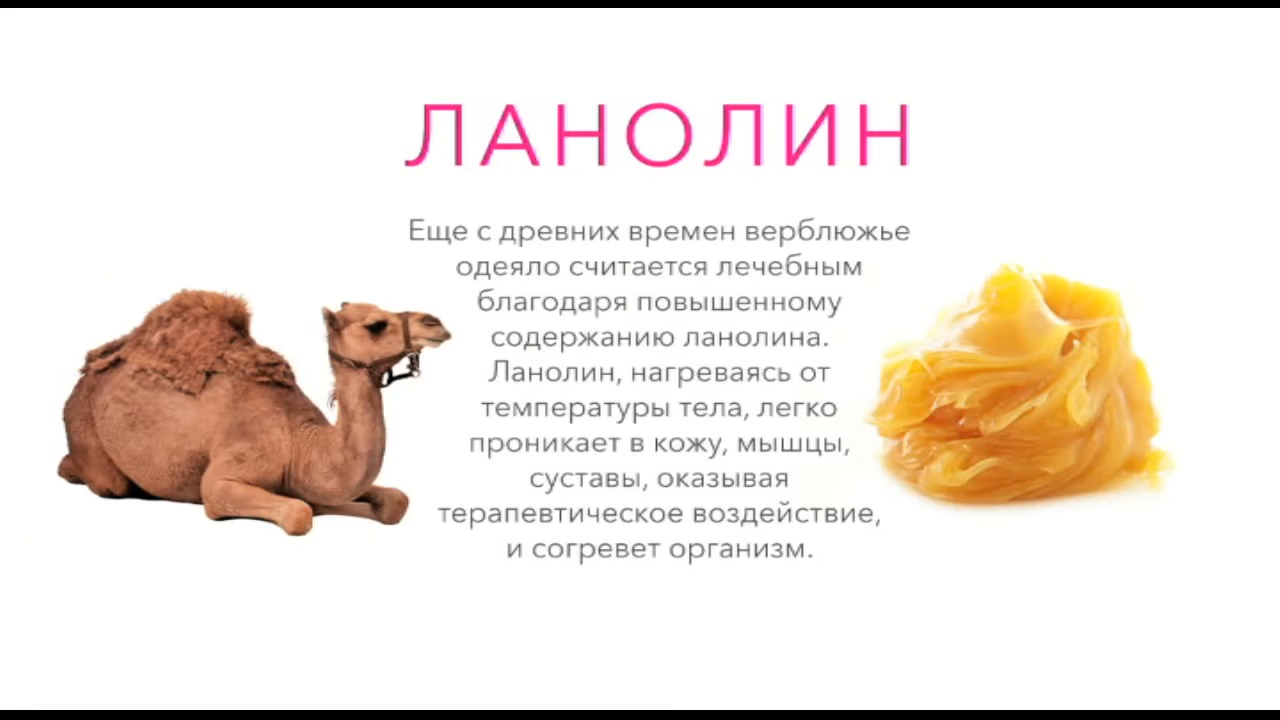 ЛАНОЛИН
Еще с древних времен верблюжье
одеяло считается лечебным
благодаря повышенному
содержанию ланолина.
Ланолин, нагреваясь от
температуры тела, легко
проникает в кожу, мышцы,
суставы, оказывая
терапевтическое воздействие,
и согревет организм.